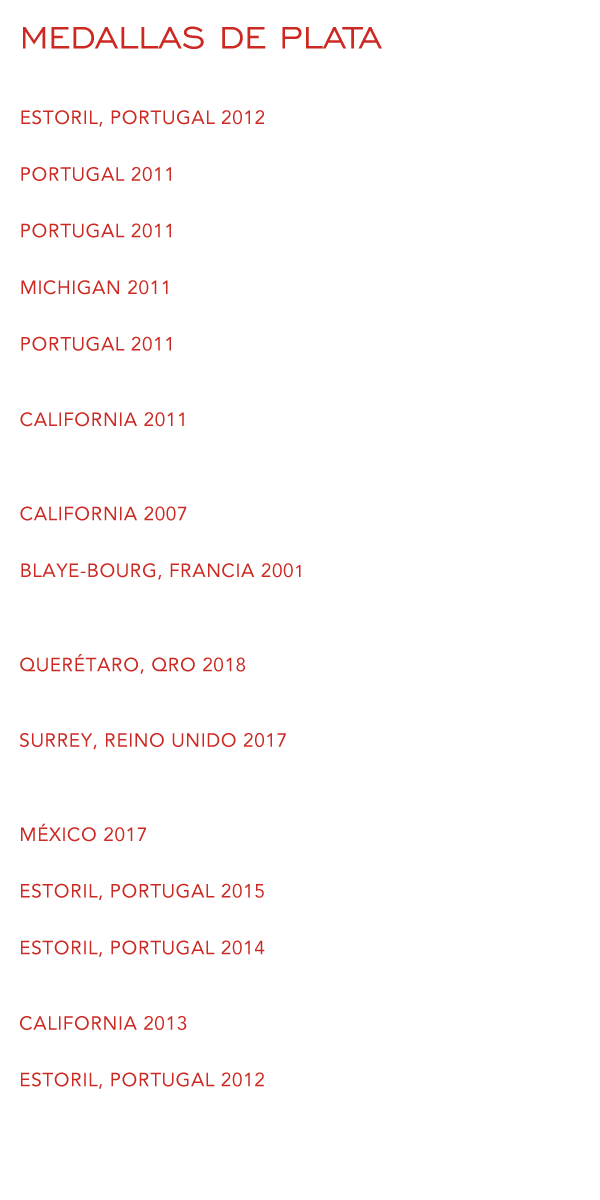 MEDALLAS DE PLATA
ESTORIL, PORTUGAL 2012
PORTUGAL 2011
PORTUGAL 2011
MICHIGAN 2011
PORTUGAL 2011
CALIFORNIA 2011
CALIFORNIA 2007
BLAYE-BOURG, FRANCIA 2001
QUERÉTARO, QRO 2018
SURREY, REINO UNIDO 2017
MÉXICO 2017
ESTORIL, PORTUGAL 2015
ESTORIL, PORTUGAL 2014
CALIFORNIA 2013
ESTORIL, PORTUGAL 2012